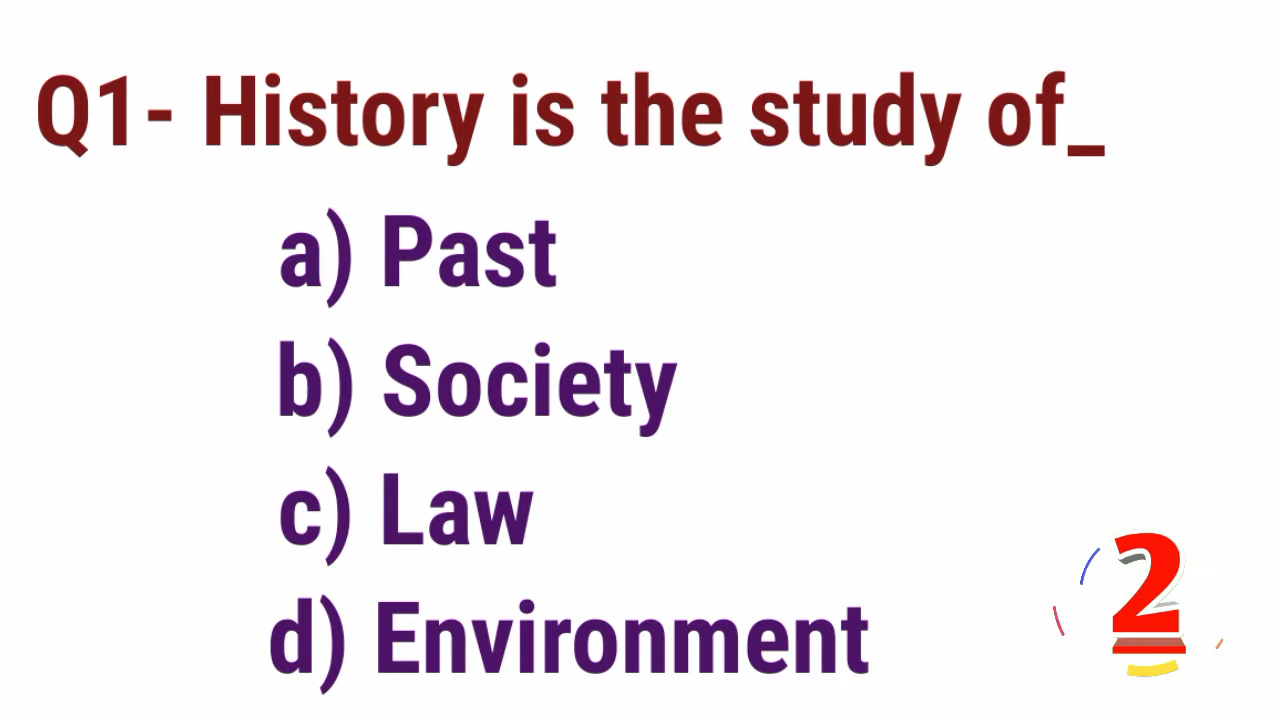 Q1- History is the study of_
a) Past
b) Society
c) Law
d) Environment
2